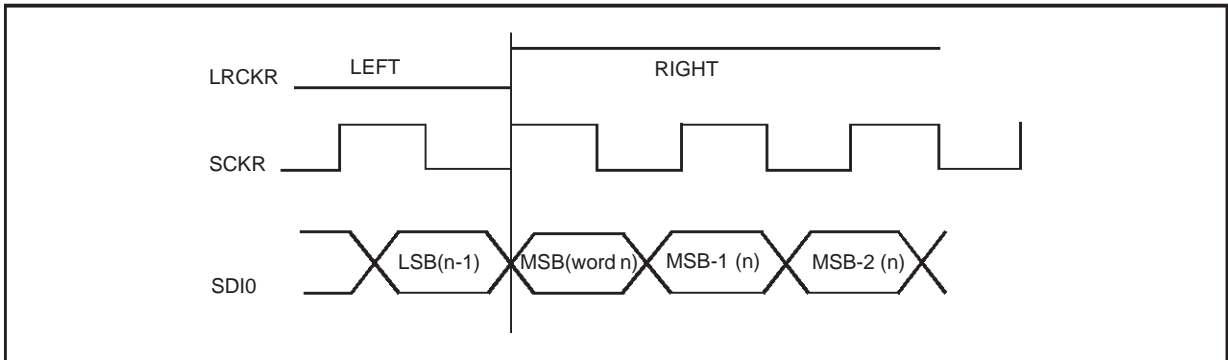 LRCKR LEFT RIGHT
SCKR
SDI0 LSB(n-1) MSB(word n) MSB-1 (n) MSB-2 (n)